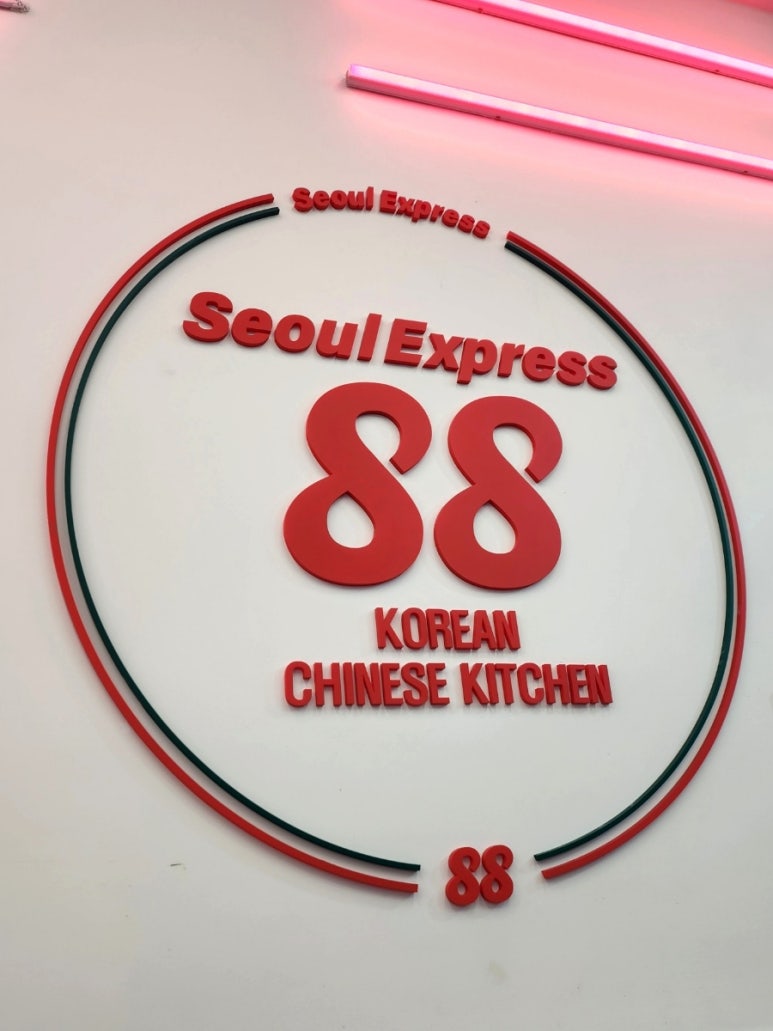 Seoul Express
Seoul Express
88
KOREAN
CHINESE KITCHEN
88